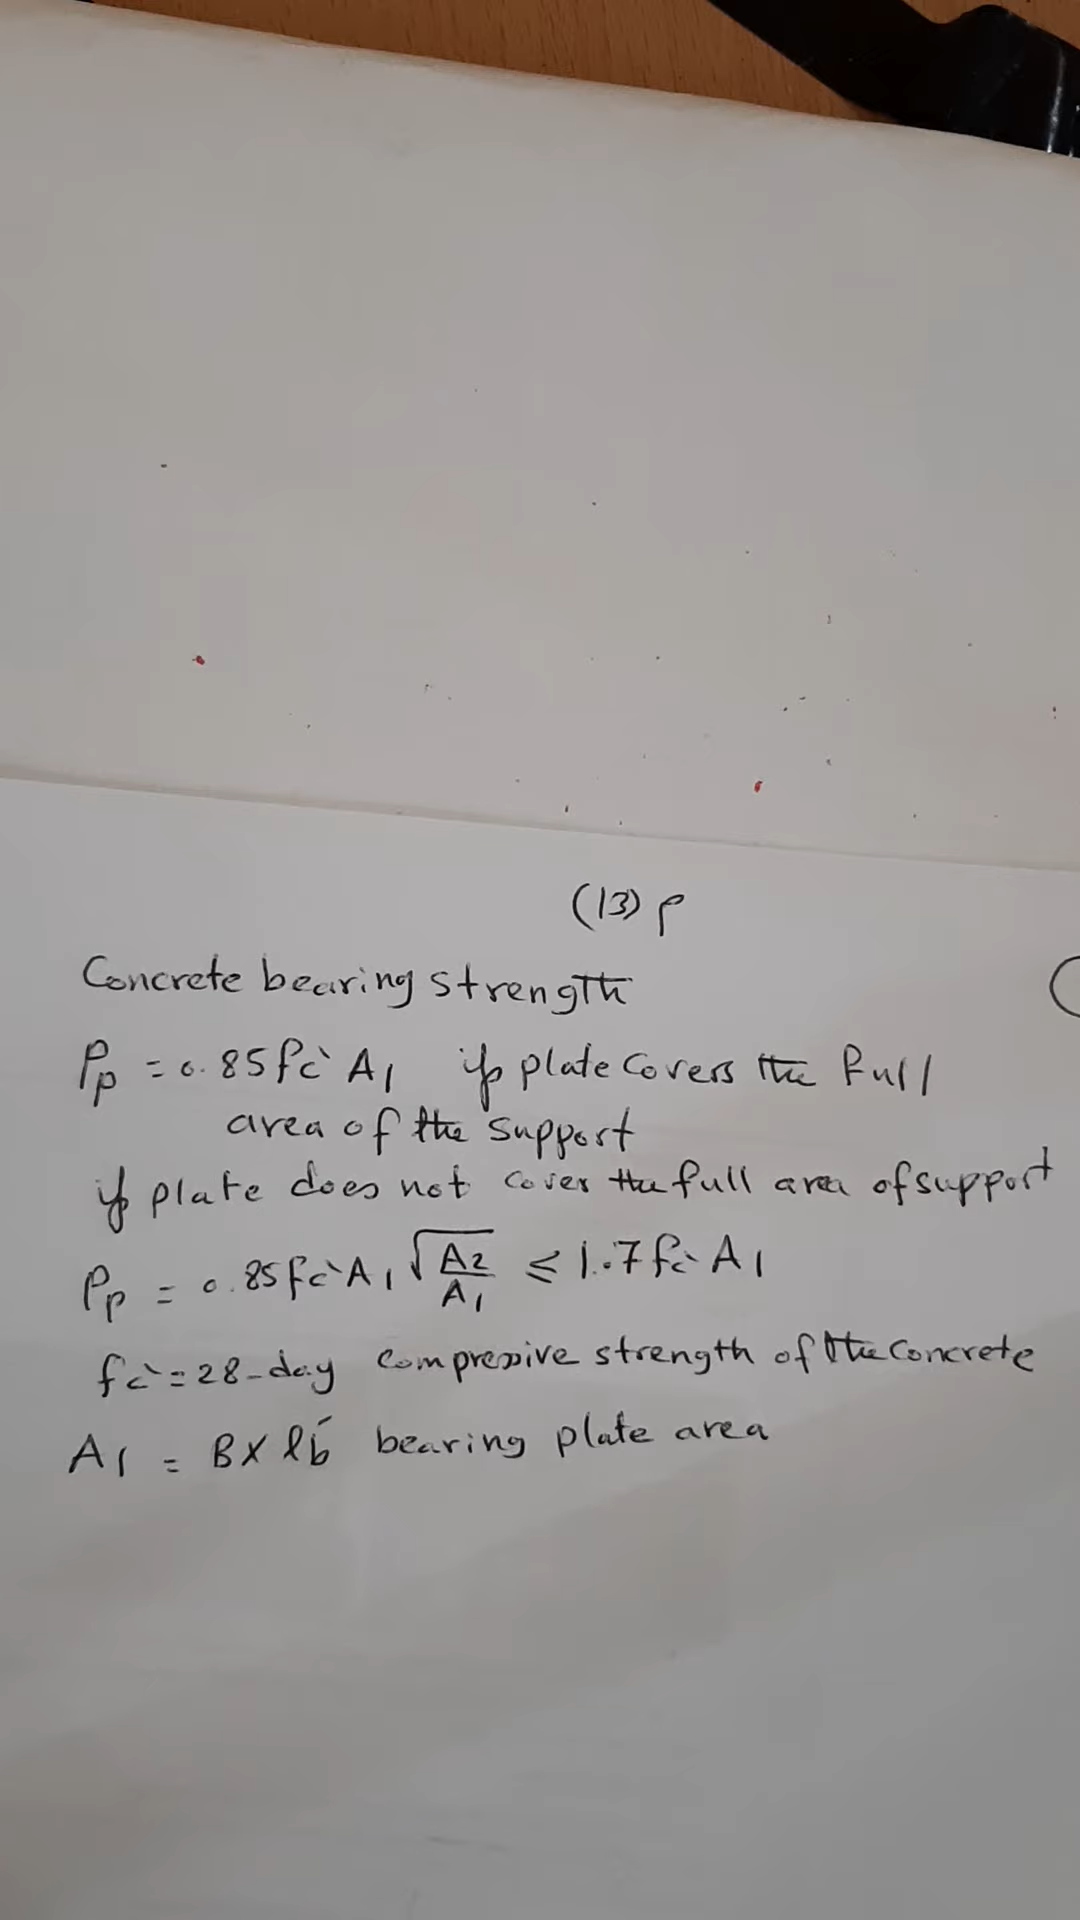 (13) P
Concrete bearing strength
Pp = 0.85 fc` A1 if plate covers the full
area of the support
if plate does not cover the full area of support
Pp = 0.85 fc` A1 √(A2/A1) ≤ 1.7 fc` A1
fc` = 28-day compressive strength of the Concrete
A1 = B x lb bearing plate area